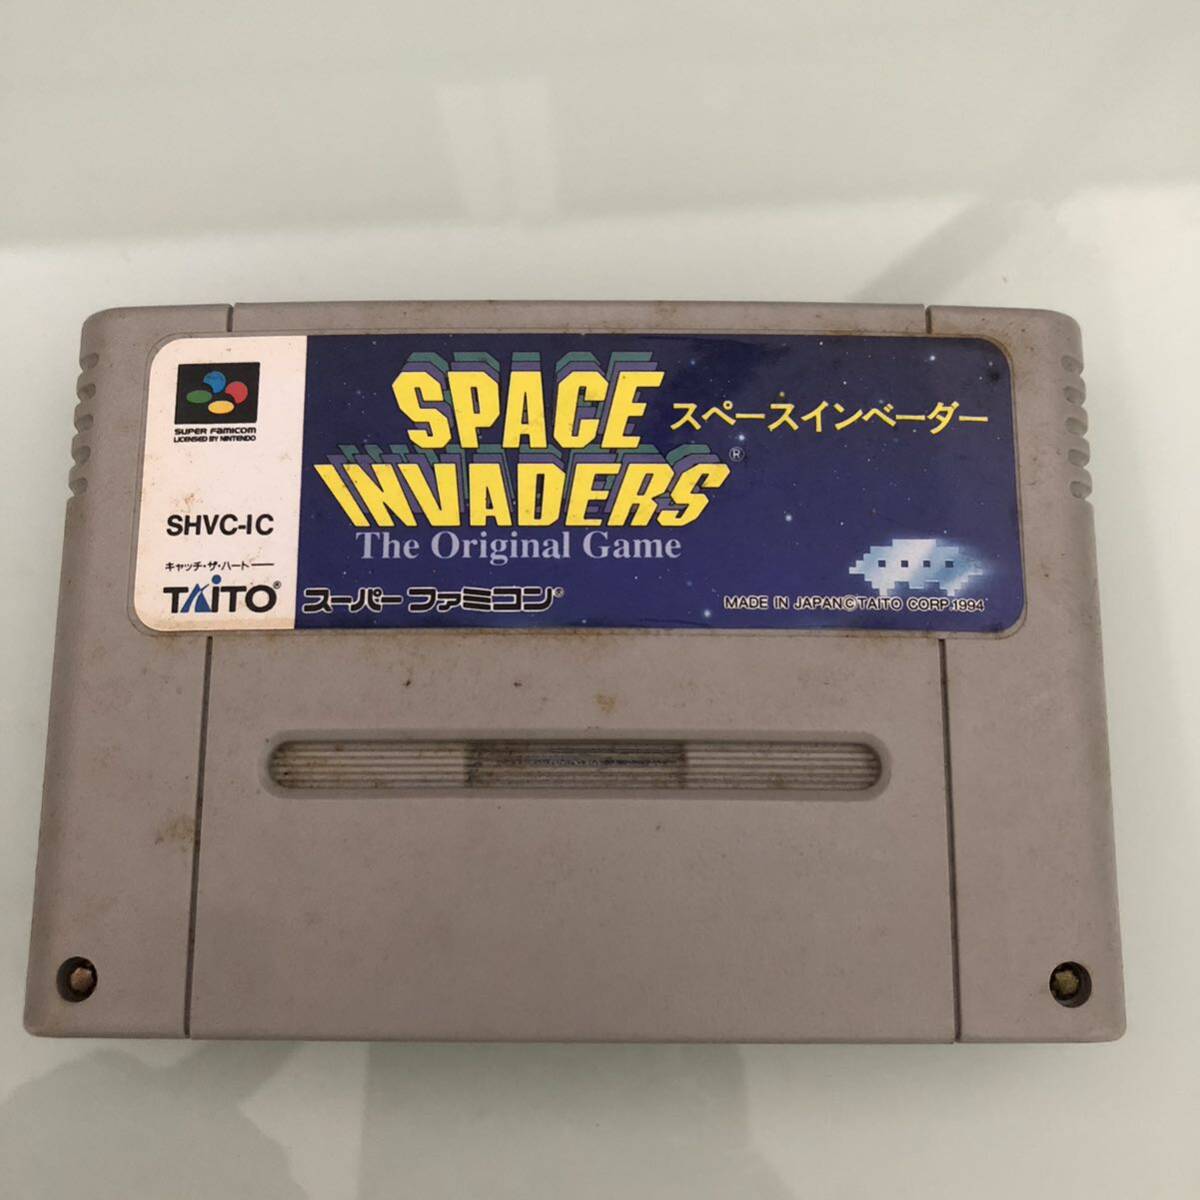 SUPER FAMICOM
LICENSED BY NINTENDO
SHVC-IC
キャッチ・ザ・ハート
TAITO®
SPACE
INVADERS®
The Original Game
スペースインベーダー
スーパーファミコン®
MADE IN JAPAN©TAITO CORP.1994